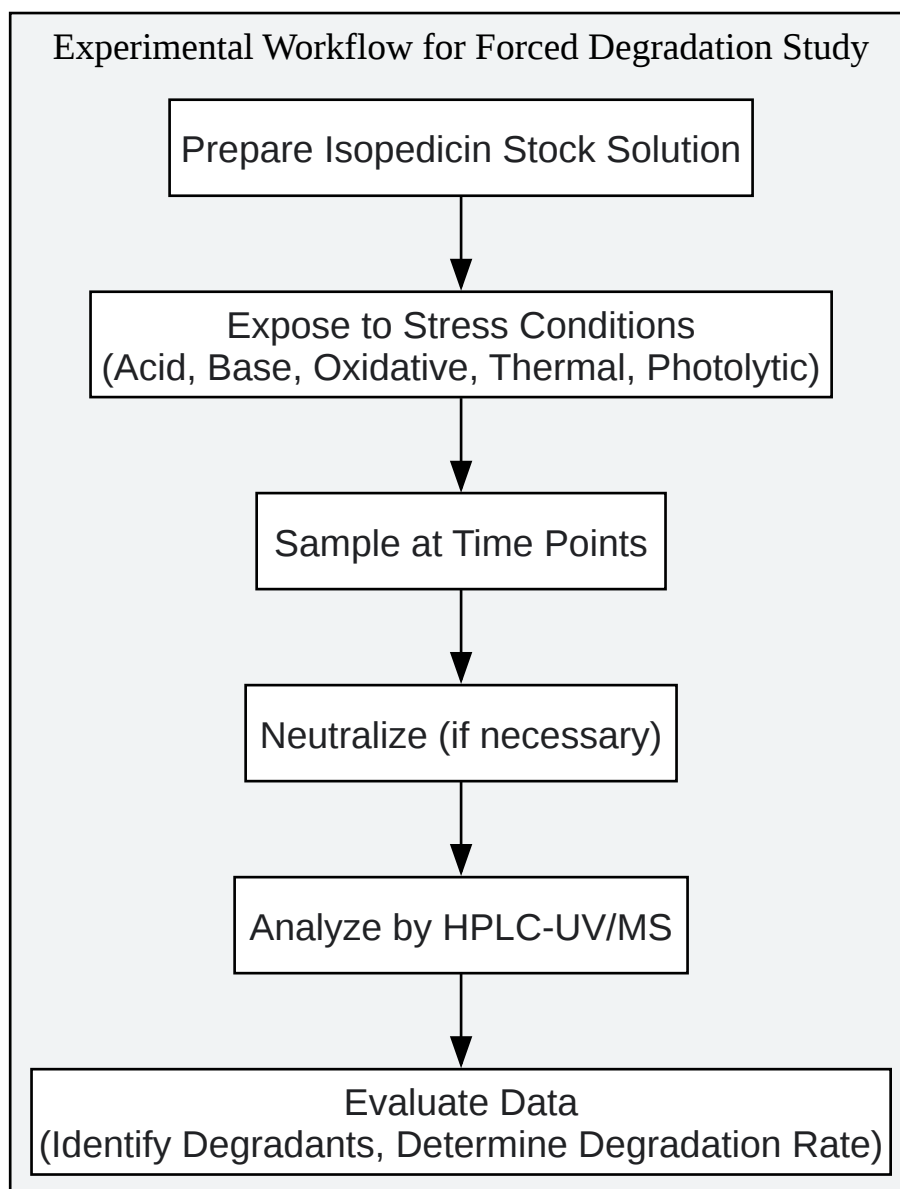 Experimental Workflow for Forced Degradation Study
Prepare Isopedicin Stock Solution
Expose to Stress Conditions
(Acid, Base, Oxidative, Thermal, Photolytic)
Sample at Time Points
Neutralize (if necessary)
Analyze by HPLC-UV/MS
Evaluate Data
(Identify Degradants, Determine Degradation Rate)